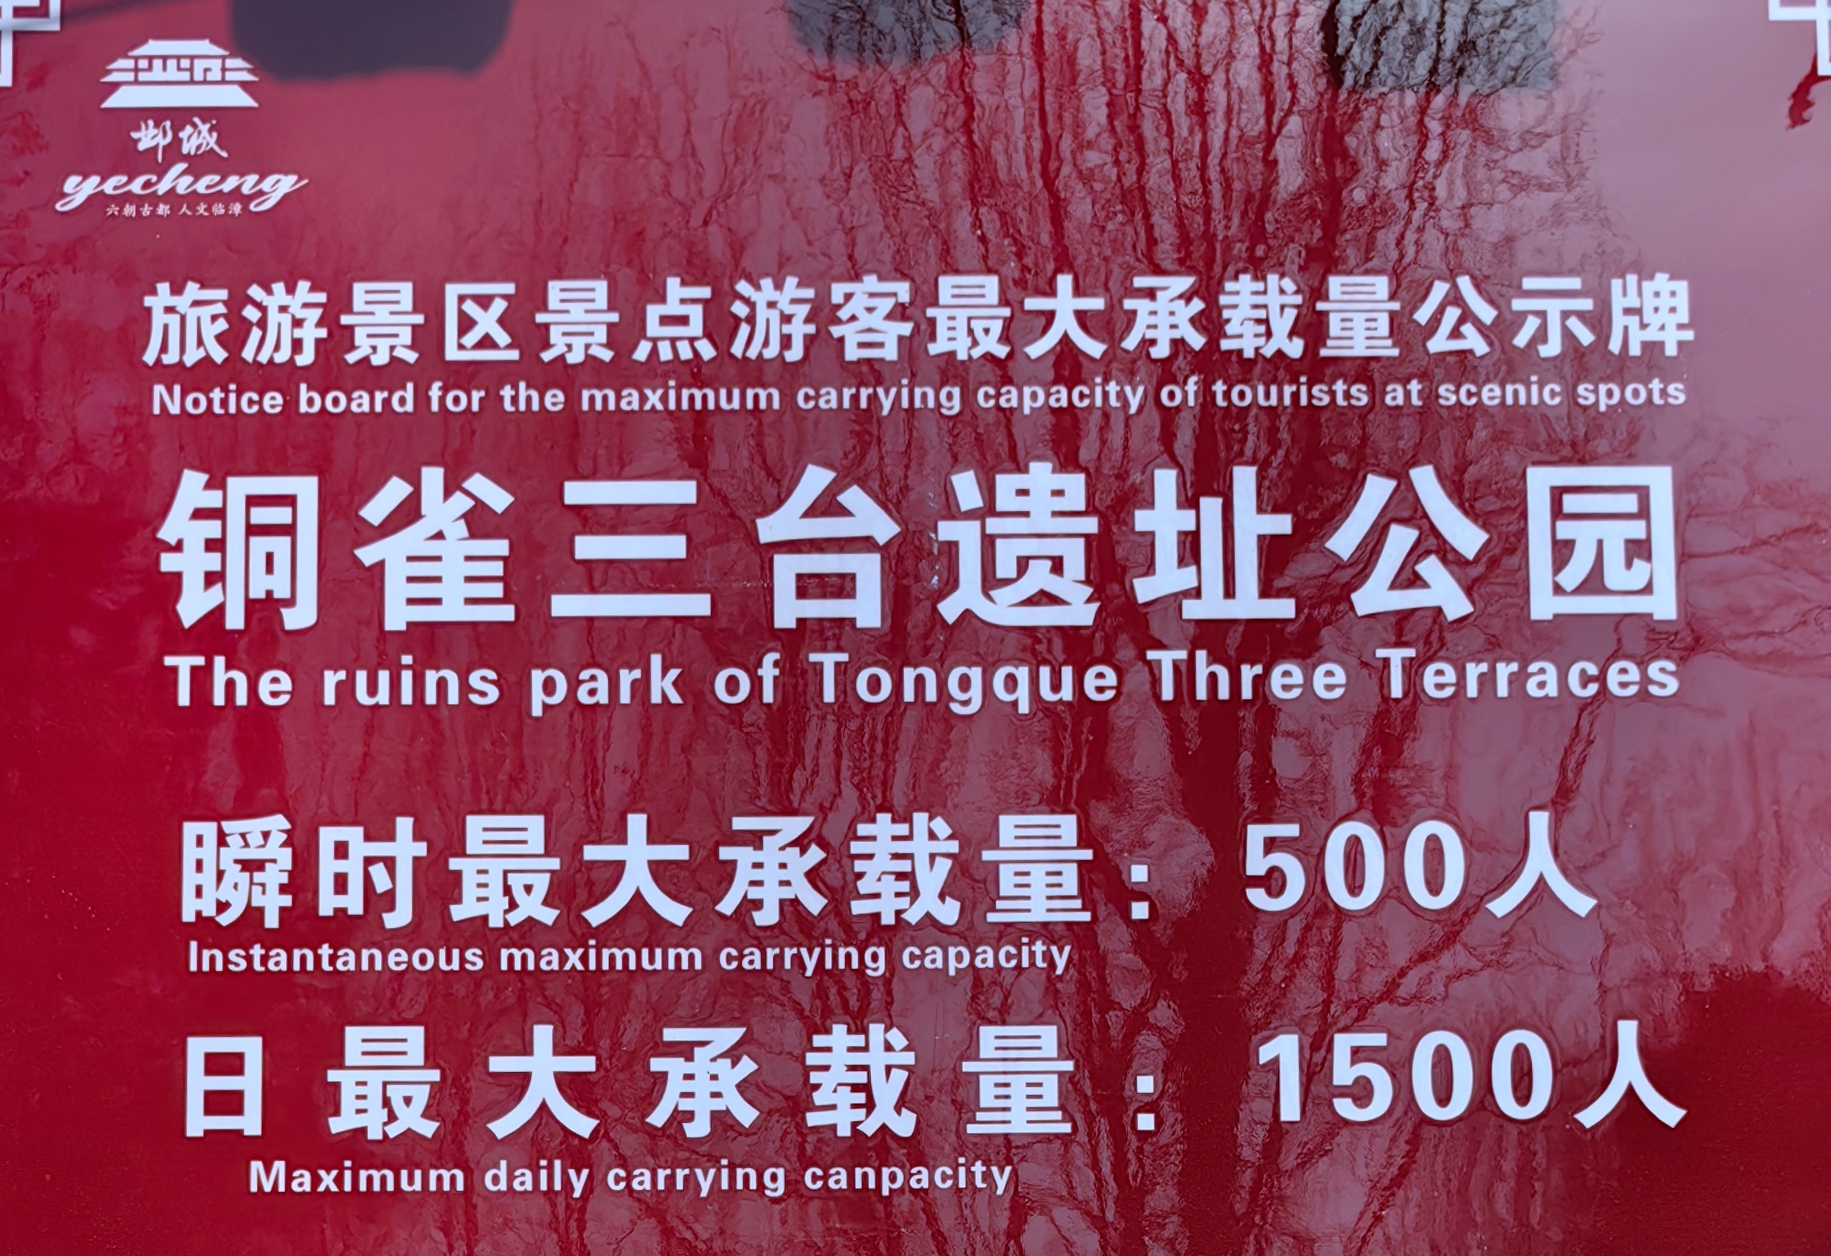 邺城
yecheng
六朝古都 人文临漳
旅游景区景点游客最大承载量公示牌
Notice board for the maximum carrying capacity of tourists at scenic spots
铜雀三台遗址公园
The ruins park of Tongque Three Terraces
瞬时最大承载量：500人
Instantaneous maximum carrying capacity
日最大承载量：1500人
Maximum daily carrying canpacity